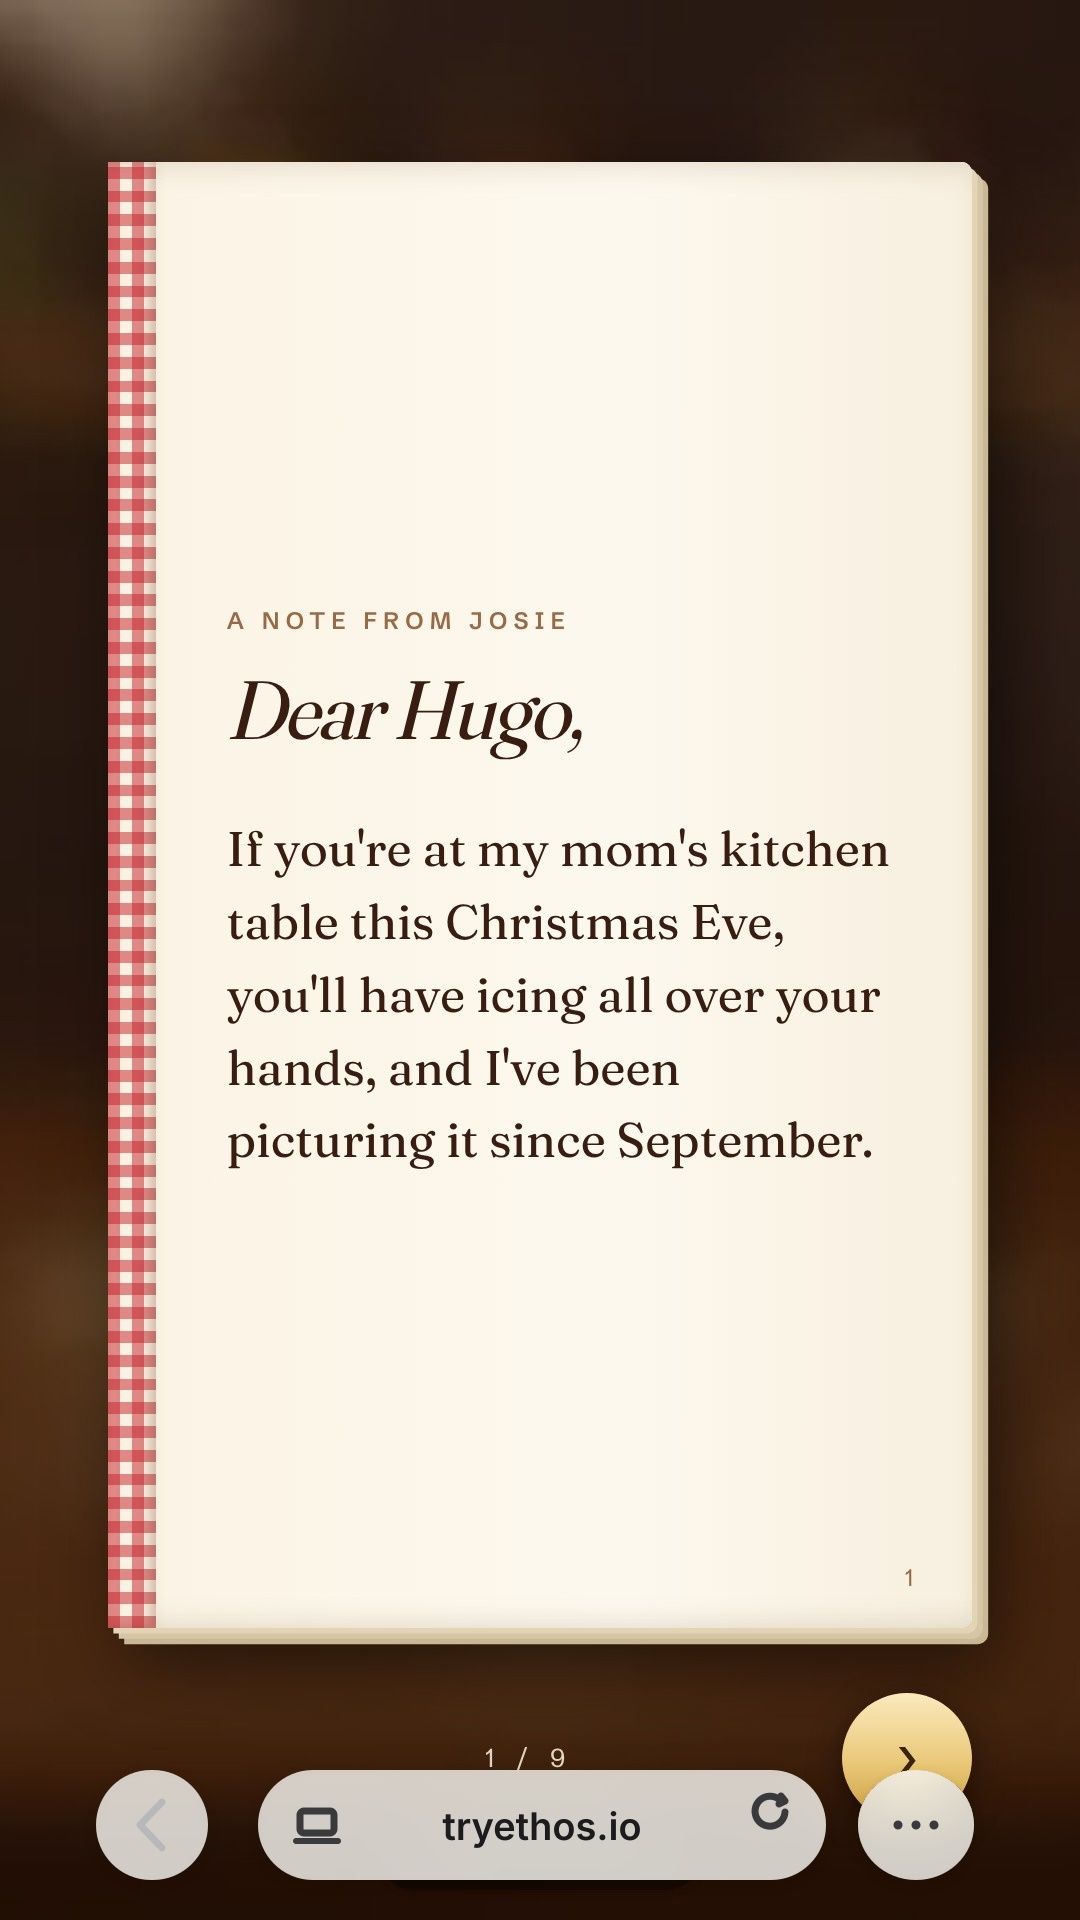 A NOTE FROM JOSIE
Dear Hugo,
If you're at my mom's kitchen
table this Christmas Eve,
you'll have icing all over your
hands, and I've been
picturing it since September.
1
1 / 9
tryethos.io